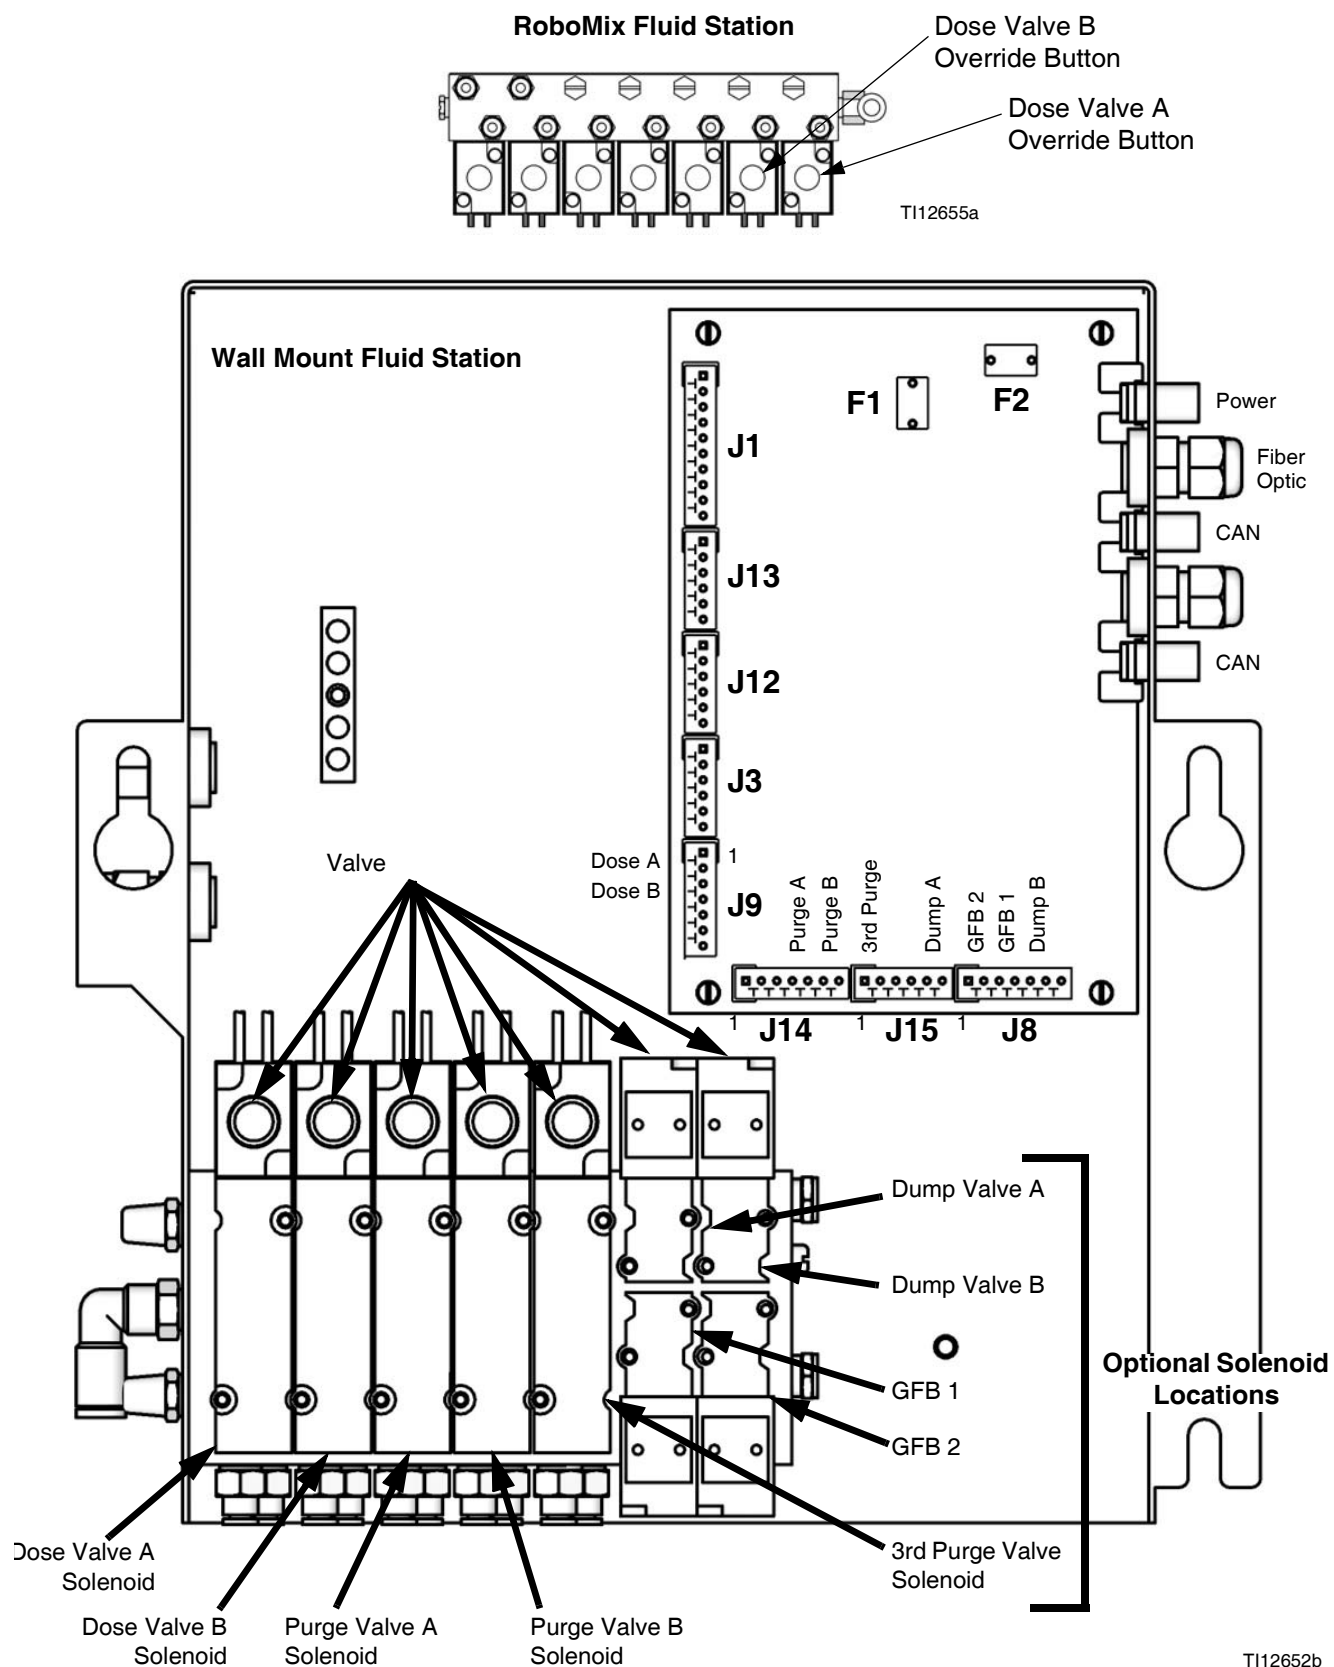 RoboMix Fluid Station
Dose Valve B
Override Button
Dose Valve A
Override Button
TI12655a
Wall Mount Fluid Station
F1
F2
Power
Fiber
Optic
CAN
CAN
J1
J13
J12
J3
J9
1
Dose A
Dose B
Valve
Purge A
Purge B
3rd Purge
Dump A
GFB 2
GFB 1
Dump B
1
J14
1
J15
1
J8
Dump Valve A
Dump Valve B
GFB 1
GFB 2
Optional Solenoid
Locations
3rd Purge Valve
Solenoid
Dose Valve A
Solenoid
Dose Valve B
Solenoid
Purge Valve A
Solenoid
Purge Valve B
Solenoid
TI12652b